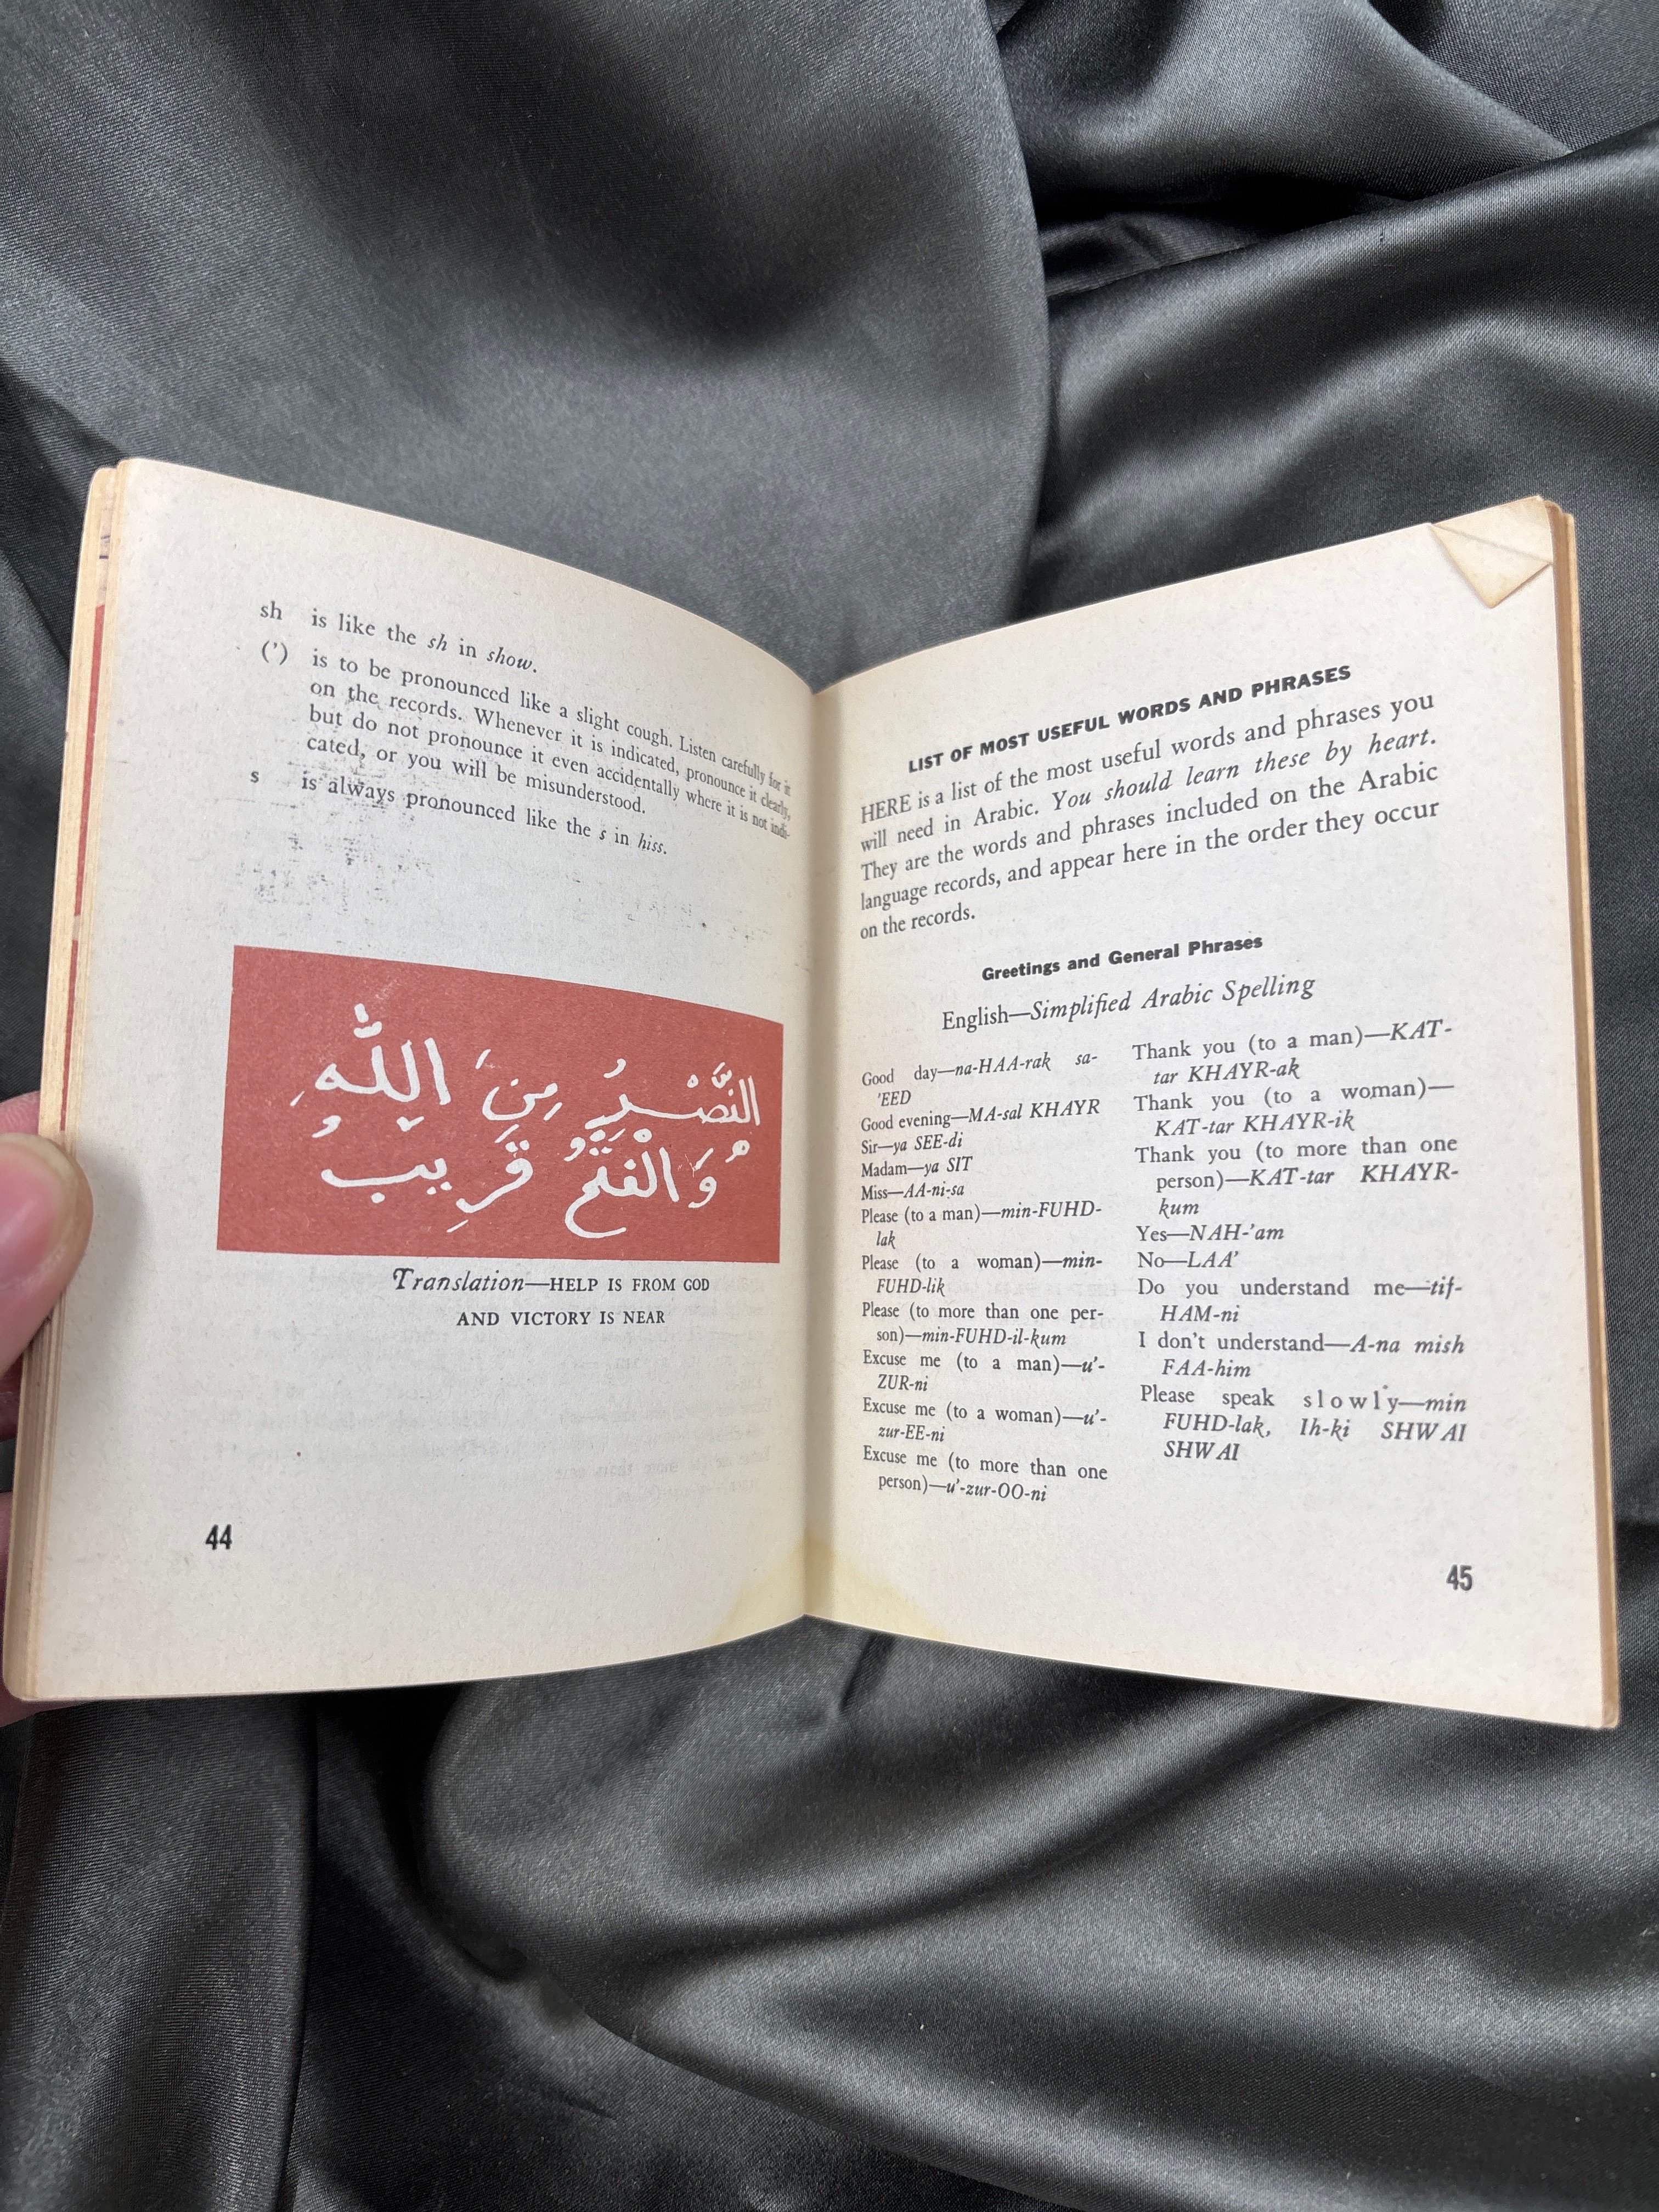 sh is like the sh in show.
(’) is to be pronounced like a slight cough. Listen carefully for it
on the records. Whenever it is indicated, pronounce it clearly,
but do not pronounce it even accidentally where it is not indi-
cated, or you will be misunderstood.
s is always pronounced like the s in hiss.
النَّصْرُ مِنَ اللَّهِ
وَالْفَتْحُ قَرِيبٌ
Translation—HELP IS FROM GOD
AND VICTORY IS NEAR
44
LIST OF MOST USEFUL WORDS AND PHRASES
HERE is a list of the most useful words and phrases you
will need in Arabic. You should learn these by heart.
They are the words and phrases included on the Arabic
language records, and appear here in the order they occur
on the records.
Greetings and General Phrases
English—Simplified Arabic Spelling
Good day—na-HAA-rak sa-
’EED
Good evening—MA-sal KHAYR
Sir—ya SEE-di
Madam—ya SIT
Miss—AA-ni-sa
Please (to a man)—min-FUHD-
lak
Please (to a woman)—min-
FUHD-lik
Please (to more than one per-
son)—min-FUHD-il-kum
Excuse me (to a man)—u’-
ZUR-ni
Excuse me (to a woman)—u’-
zur-EE-ni
Excuse me (to more than one
person)—u’-zur-OO-ni
Thank you (to a man)—KAT-
tar KHAYR-ak
Thank you (to a woman)—
KAT-tar KHAYR-ik
Thank you (to more than one
person)—KAT-tar KHAYR-
kum
Yes—NAH-’am
No—LAA’
Do you understand me—tif-
HAM-ni
I don’t understand—A-na mish
FAA-him
Please speak slowly—min
FUHD-lak, Ih-ki SHWAI
SHWAI
45